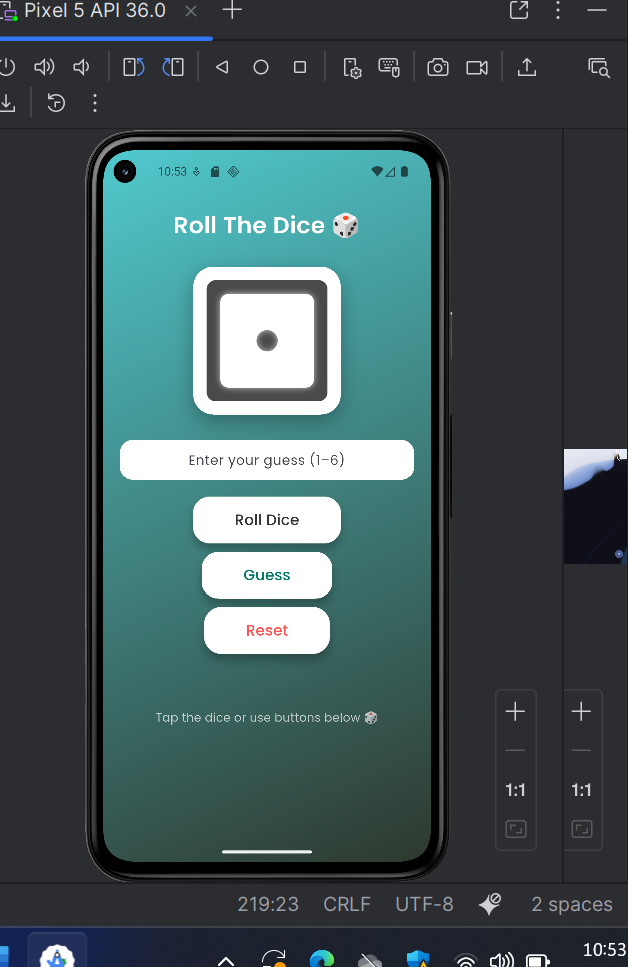 Pixel 5 API 36.0
10:53
Roll The Dice
Enter your guess (1–6)
Roll Dice
Guess
Reset
Tap the dice or use buttons below
1:1
1:1
219:23 CRLF UTF-8 2 spaces
10:53